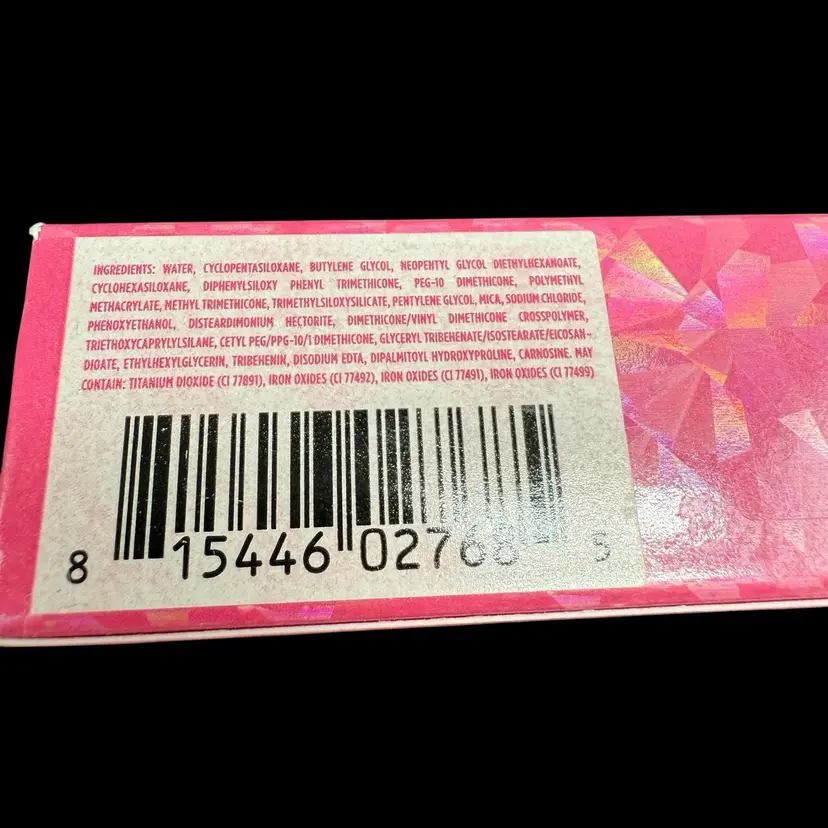 INGREDIENTS: WATER, CYCLOPENTASILOXANE, BUTYLENE GLYCOL, NEOPENTYL GLYCOL DIETHYLHEXANOATE,
CYCLOHEXASILOXANE, DIPHENYLSILOXY PHENYL TRIMETHICONE, PEG-10 DIMETHICONE, POLYMETHYL
METHACRYLATE, METHYL TRIMETHICONE, TRIMETHYLSILOXYSILICATE, PENTYLENE GLYCOL, MICA, SODIUM CHLORIDE,
PHENOXYETHANOL, DISTEARDIMONIUM HECTORITE, DIMETHICONE/VINYL DIMETHICONE CROSSPOLYMER,
TRIETHOXYCAPRYLYLSILANE, CETYL PEG/PPG-10/1 DIMETHICONE, GLYCERYL TRIBEHENATE/ISOSTEARATE/EICOSAN-
DIOATE, ETHYLHEXYLGLYCERIN, TRIBEHENIN, DISODIUM EDTA, DIPALMITOYL HYDROXYPROLINE, CARNOSINE. MAY
CONTAIN: TITANIUM DIOXIDE (CI 77891), IRON OXIDES (CI 77492), IRON OXIDES (CI 77491), IRON OXIDES (CI 77499)
8 15446 02768 5